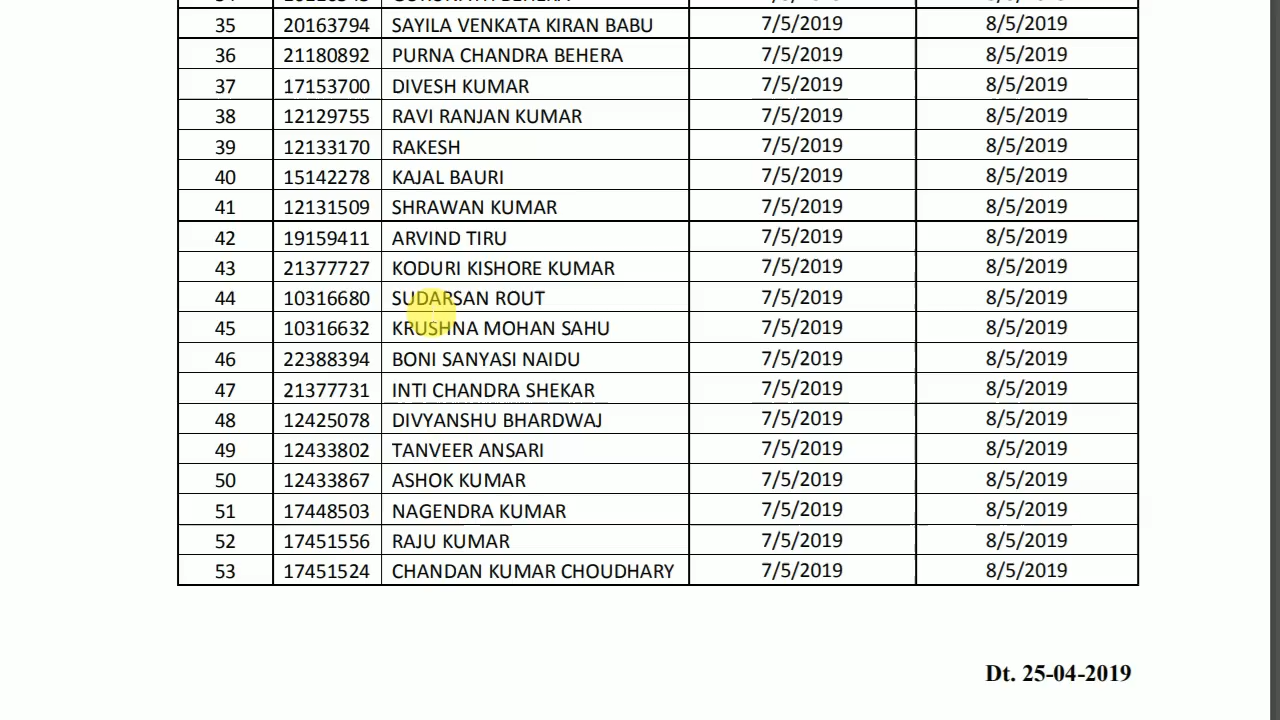 35 20163794 SAYILA VENKATA KIRAN BABU 7/5/2019 8/5/2019
36 21180892 PURNA CHANDRA BEHERA 7/5/2019 8/5/2019
37 17153700 DIVESH KUMAR 7/5/2019 8/5/2019
38 12129755 RAVI RANJAN KUMAR 7/5/2019 8/5/2019
39 12133170 RAKESH 7/5/2019 8/5/2019
40 15142278 KAJAL BAURI 7/5/2019 8/5/2019
41 12131509 SHRAWAN KUMAR 7/5/2019 8/5/2019
42 19159411 ARVIND TIRU 7/5/2019 8/5/2019
43 21377727 KODURI KISHORE KUMAR 7/5/2019 8/5/2019
44 10316680 SUDARSAN ROUT 7/5/2019 8/5/2019
45 10316632 KRUSHNA MOHAN SAHU 7/5/2019 8/5/2019
46 22388394 BONI SANYASI NAIDU 7/5/2019 8/5/2019
47 21377731 INTI CHANDRA SHEKAR 7/5/2019 8/5/2019
48 12425078 DIVYANSHU BHARDWAJ 7/5/2019 8/5/2019
49 12433802 TANVEER ANSARI 7/5/2019 8/5/2019
50 12433867 ASHOK KUMAR 7/5/2019 8/5/2019
51 17448503 NAGENDRA KUMAR 7/5/2019 8/5/2019
52 17451556 RAJU KUMAR 7/5/2019 8/5/2019
53 17451524 CHANDAN KUMAR CHOUDHARY 7/5/2019 8/5/2019
Dt. 25-04-2019